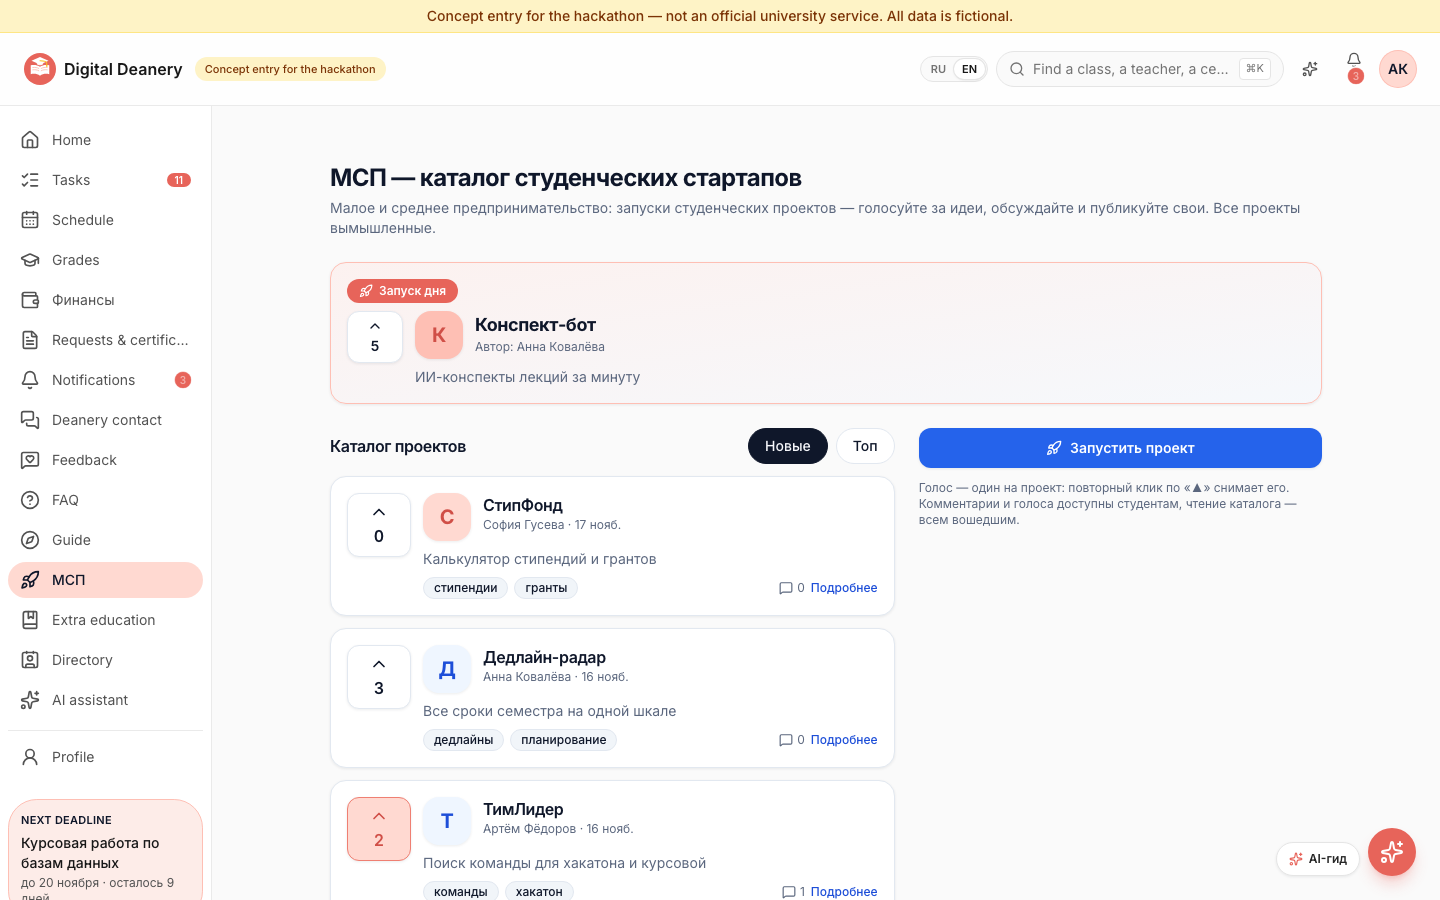 Concept entry for the hackathon — not an official university service. All data is fictional.
Digital Deanery
Concept entry for the hackathon
RU
EN
Find a class, a teacher, a ce...
⌘K
3
АК
Home
Tasks
11
Schedule
Grades
Финансы
Requests & certific...
Notifications
3
Deanery contact
Feedback
FAQ
Guide
МСП
Extra education
Directory
AI assistant
Profile
NEXT DEADLINE
Курсовая работа по
базам данных
до 20 ноября · осталось 9
дней
МСП — каталог студенческих стартапов
Малое и среднее предпринимательство: запуски студенческих проектов — голосуйте за идеи, обсуждайте и публикуйте свои. Все проекты
вымышленные.
Запуск дня
5
К
Конспект-бот
Автор: Анна Ковалёва
ИИ-конспекты лекций за минуту
Каталог проектов
Новые
Топ
0
С
СтипФонд
София Гусева · 17 нояб.
Калькулятор стипендий и грантов
стипендии
гранты
0
Подробнее
3
Д
Дедлайн-радар
Анна Ковалёва · 16 нояб.
Все сроки семестра на одной шкале
дедлайны
планирование
0
Подробнее
2
Т
ТимЛидер
Артём Фёдоров · 16 нояб.
Поиск команды для хакатона и курсовой
команды
хакатон
1
Подробнее
Запустить проект
Голос — один на проект: повторный клик по «▲» снимает его.
Комментарии и голоса доступны студентам, чтение каталога —
всем вошедшим.
AI-гид